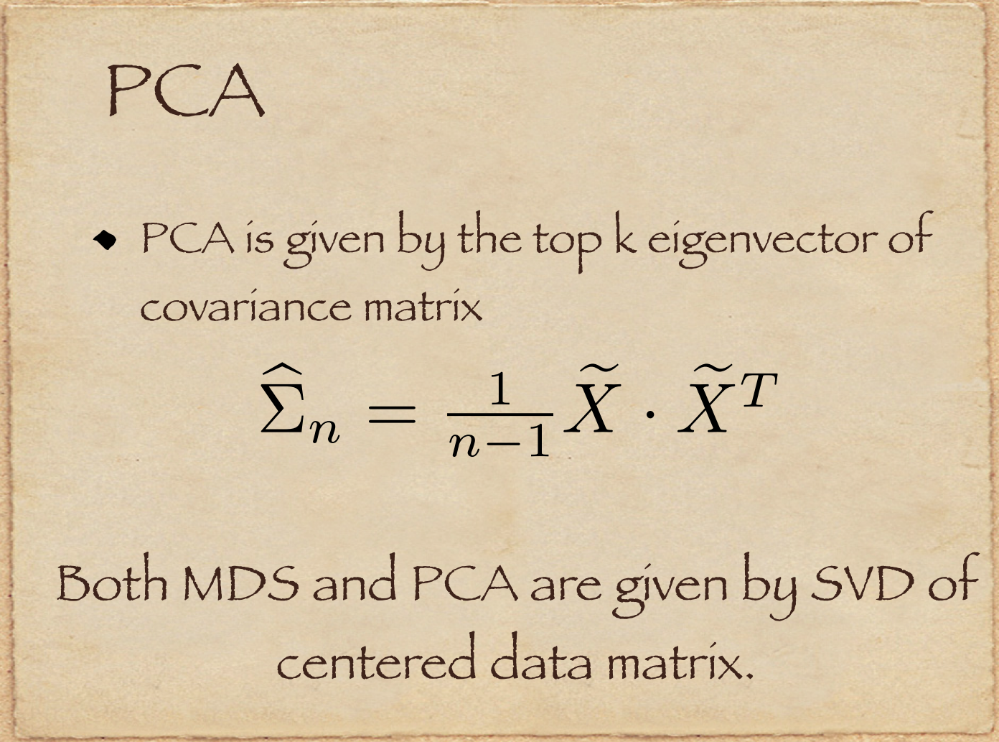 PCA
◆ PCA is given by the top k eigenvector of
covariance matrix
$\widehat{\Sigma}_n = \frac{1}{n-1} \widetilde{X} \cdot \widetilde{X}^T$
Both MDS and PCA are given by SVD of
centered data matrix.